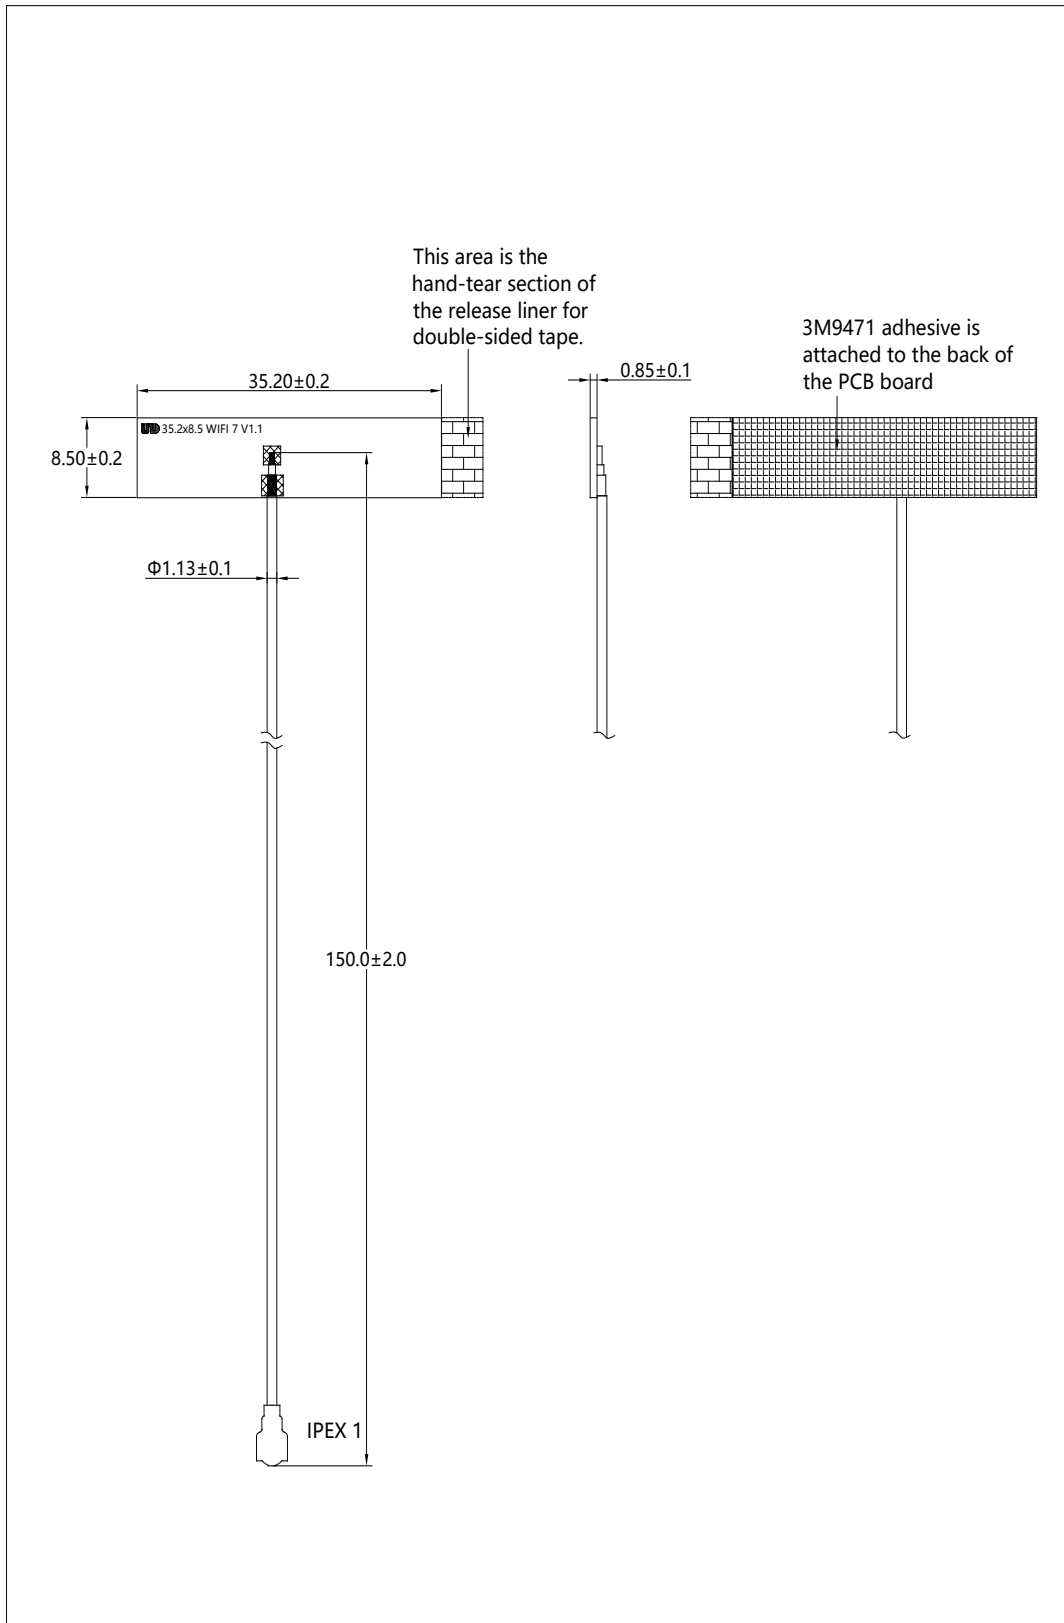 This area is the
hand-tear section of
the release liner for
double-sided tape.
3M9471 adhesive is
attached to the back of
the PCB board
35.20±0.2
0.85±0.1
35.2x8.5 WIFI 7 V1.1
8.50±0.2
Φ1.13±0.1
150.0±2.0
IPEX 1